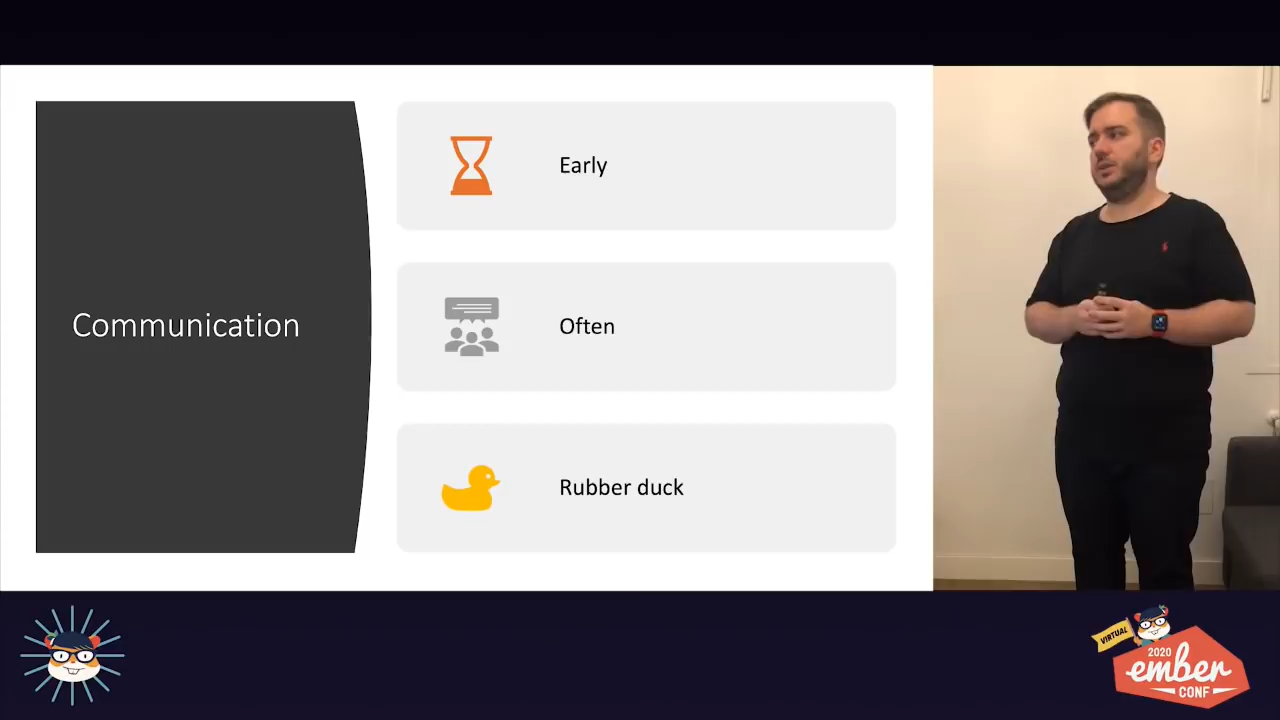 Communication
Early
Often
Rubber duck
VIRTUAL
2020
ember
CONF